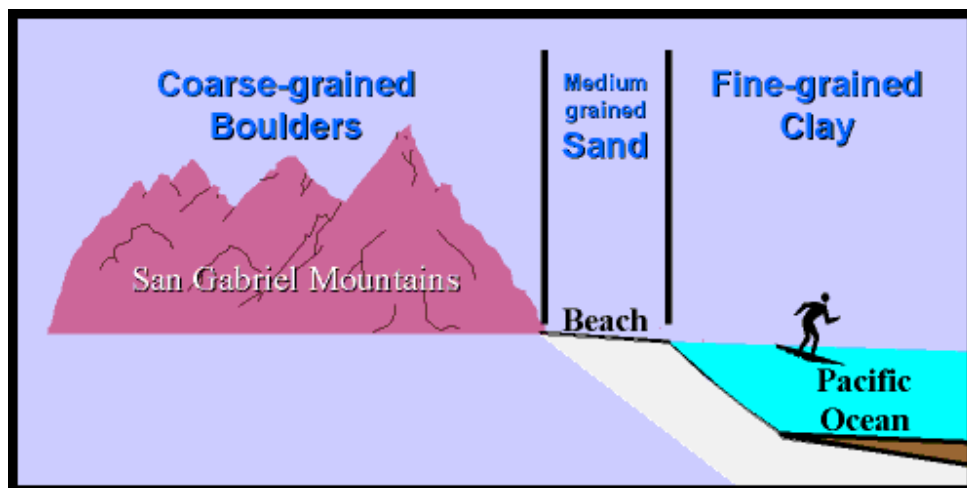 Coarse-grained
Boulders
Medium
grained
Sand
Fine-grained
Clay
San Gabriel Mountains
Beach
Pacific
Ocean